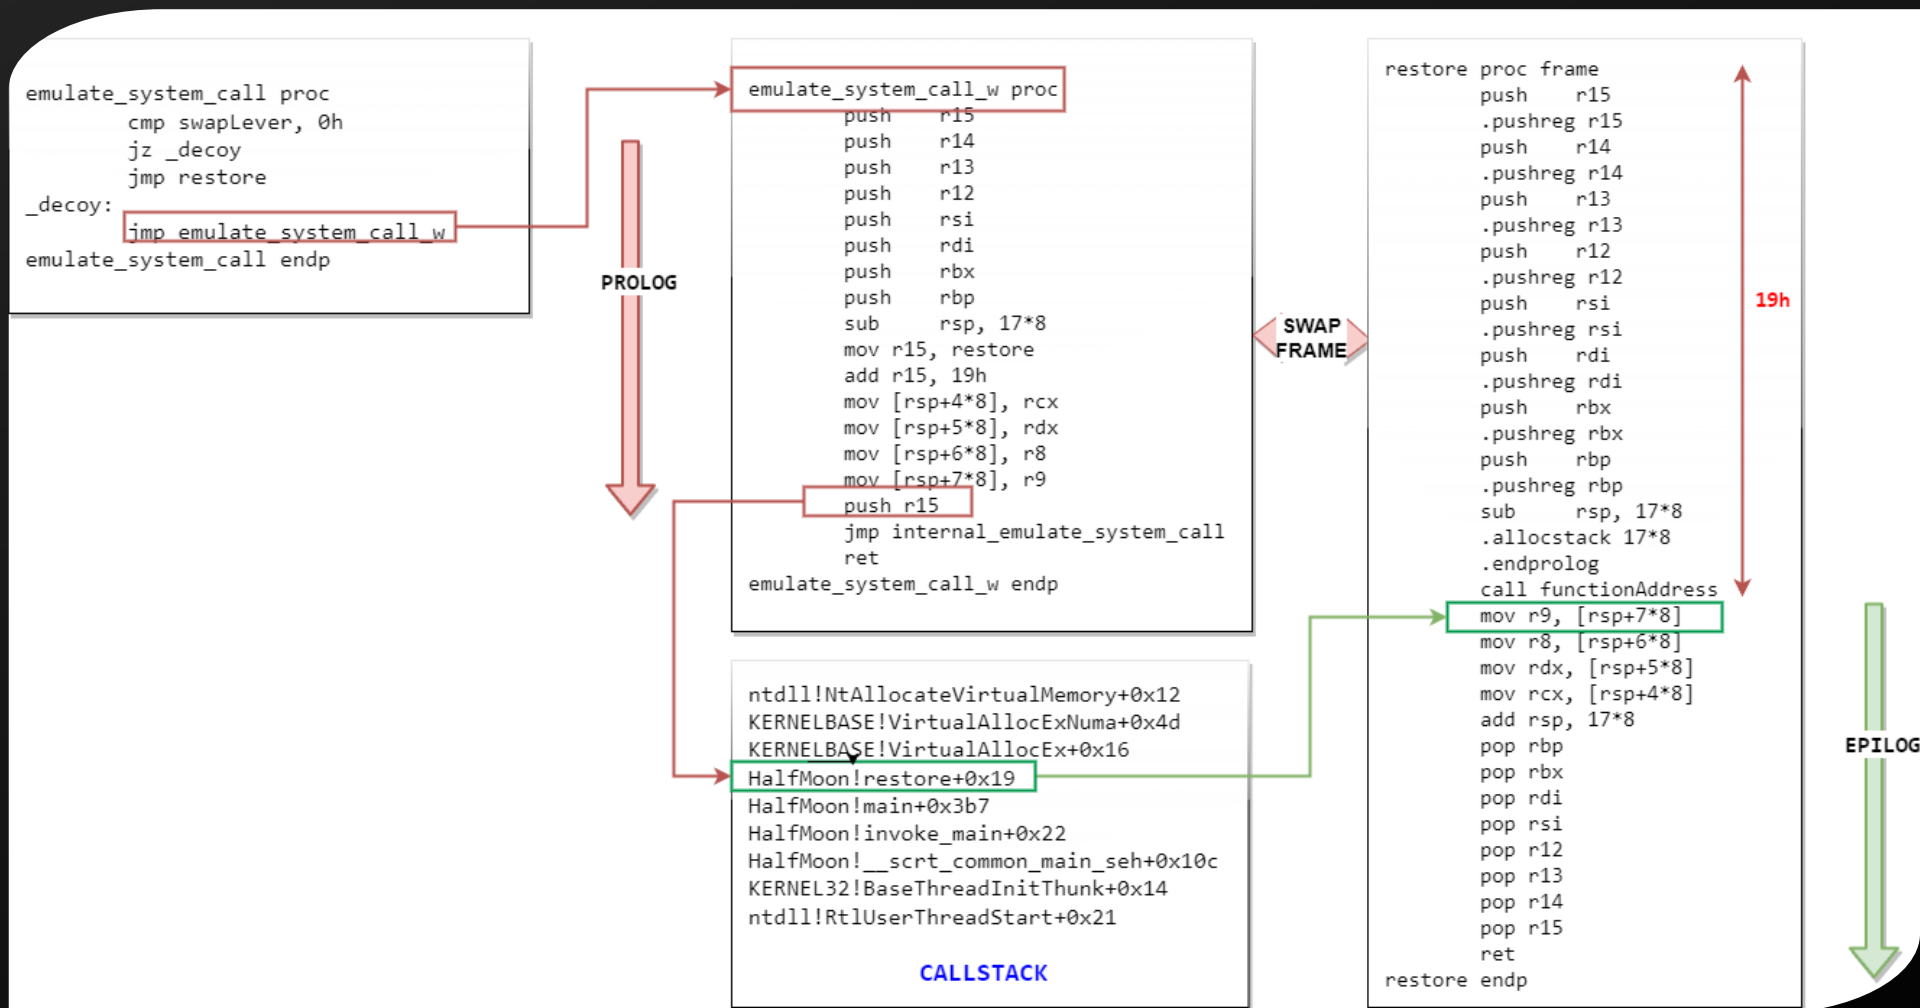 emulate_system_call proc
cmp swapLever, 0h
jz _decoy
jmp restore
_decoy:
jmp emulate_system_call_w
emulate_system_call endp
PROLOG
emulate_system_call_w proc
push r15
push r14
push r13
push r12
push rsi
push rdi
push rbx
push rbp
sub rsp, 17*8
mov r15, restore
add r15, 19h
mov [rsp+4*8], rcx
mov [rsp+5*8], rdx
mov [rsp+6*8], r8
mov [rsp+7*8], r9
push r15
jmp internal_emulate_system_call
ret
emulate_system_call_w endp
SWAP
FRAME
ntdll!NtAllocateVirtualMemory+0x12
KERNELBASE!VirtualAllocExNuma+0x4d
KERNELBASE!VirtualAllocEx+0x16
HalfMoon!restore+0x19
HalfMoon!main+0x3b7
HalfMoon!invoke_main+0x22
HalfMoon!__scrt_common_main_seh+0x10c
KERNEL32!BaseThreadInitThunk+0x14
ntdll!RtlUserThreadStart+0x21
CALLSTACK
restore proc frame
push r15
.pushreg r15
push r14
.pushreg r14
push r13
.pushreg r13
push r12
.pushreg r12
push rsi
.pushreg rsi
push rdi
.pushreg rdi
push rbx
.pushreg rbx
push rbp
.pushreg rbp
sub rsp, 17*8
.allocstack 17*8
.endprolog
call functionAddress
mov r9, [rsp+7*8]
mov r8, [rsp+6*8]
mov rdx, [rsp+5*8]
mov rcx, [rsp+4*8]
add rsp, 17*8
pop rbp
pop rbx
pop rdi
pop rsi
pop r12
pop r13
pop r14
pop r15
ret
restore endp
19h
EPILOG